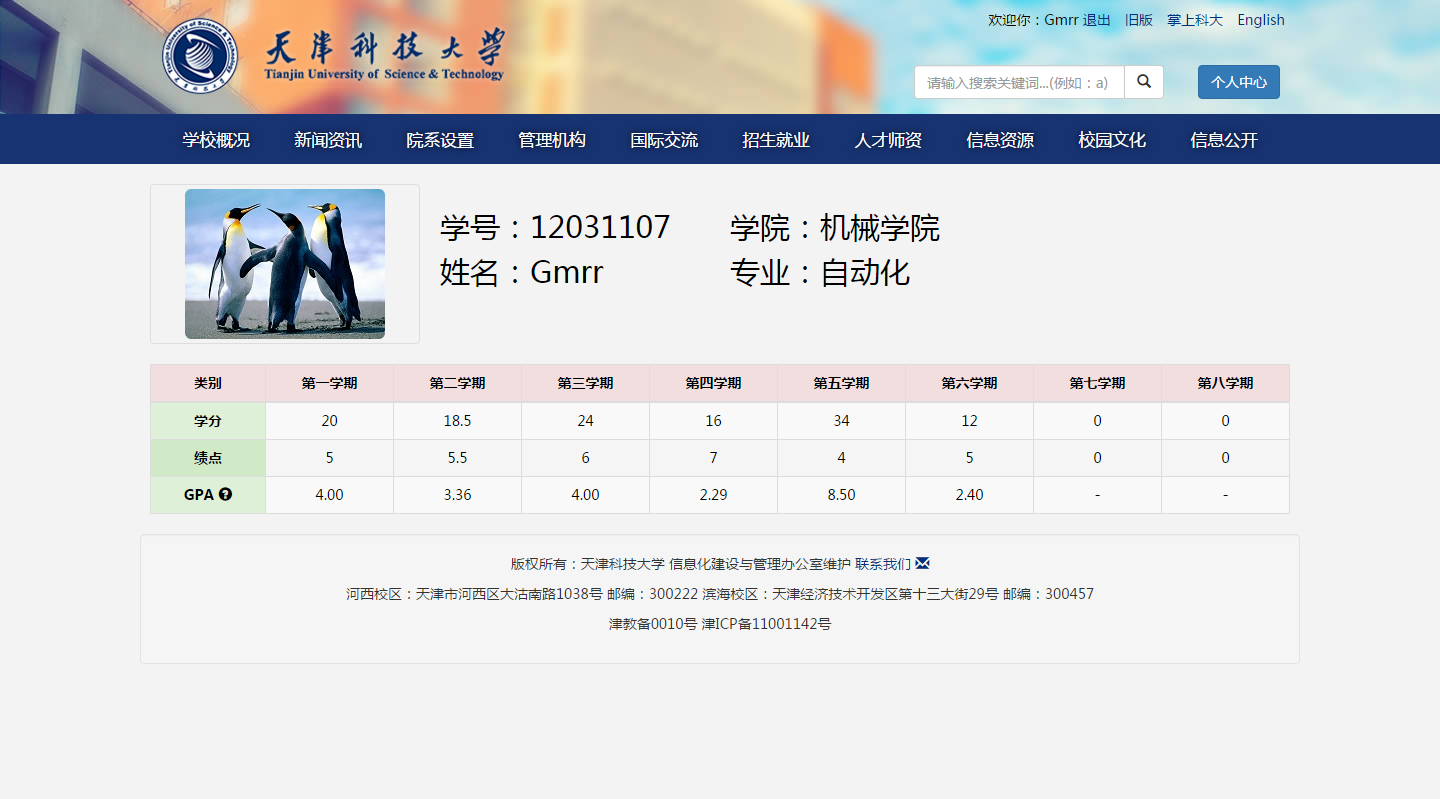 欢迎你：Gmrr 退出 旧版 掌上科大 English
天津科技大学
Tianjin University of Science & Technology
请输入搜索关键词...(例如：a)
个人中心
学校概况 新闻资讯 院系设置 管理机构 国际交流 招生就业 人才师资 信息资源 校园文化 信息公开
学号：12031107 学院：机械学院
姓名：Gmrr 专业：自动化
类别 第一学期 第二学期 第三学期 第四学期 第五学期 第六学期 第七学期 第八学期
学分 20 18.5 24 16 34 12 0 0
绩点 5 5.5 6 7 4 5 0 0
GPA 4.00 3.36 4.00 2.29 8.50 2.40 - -
版权所有：天津科技大学 信息化建设与管理办公室维护 联系我们
河西校区：天津市河西区大沽南路1038号 邮编：300222 滨海校区：天津经济技术开发区第十三大街29号 邮编：300457
津教备0010号 津ICP备11001142号